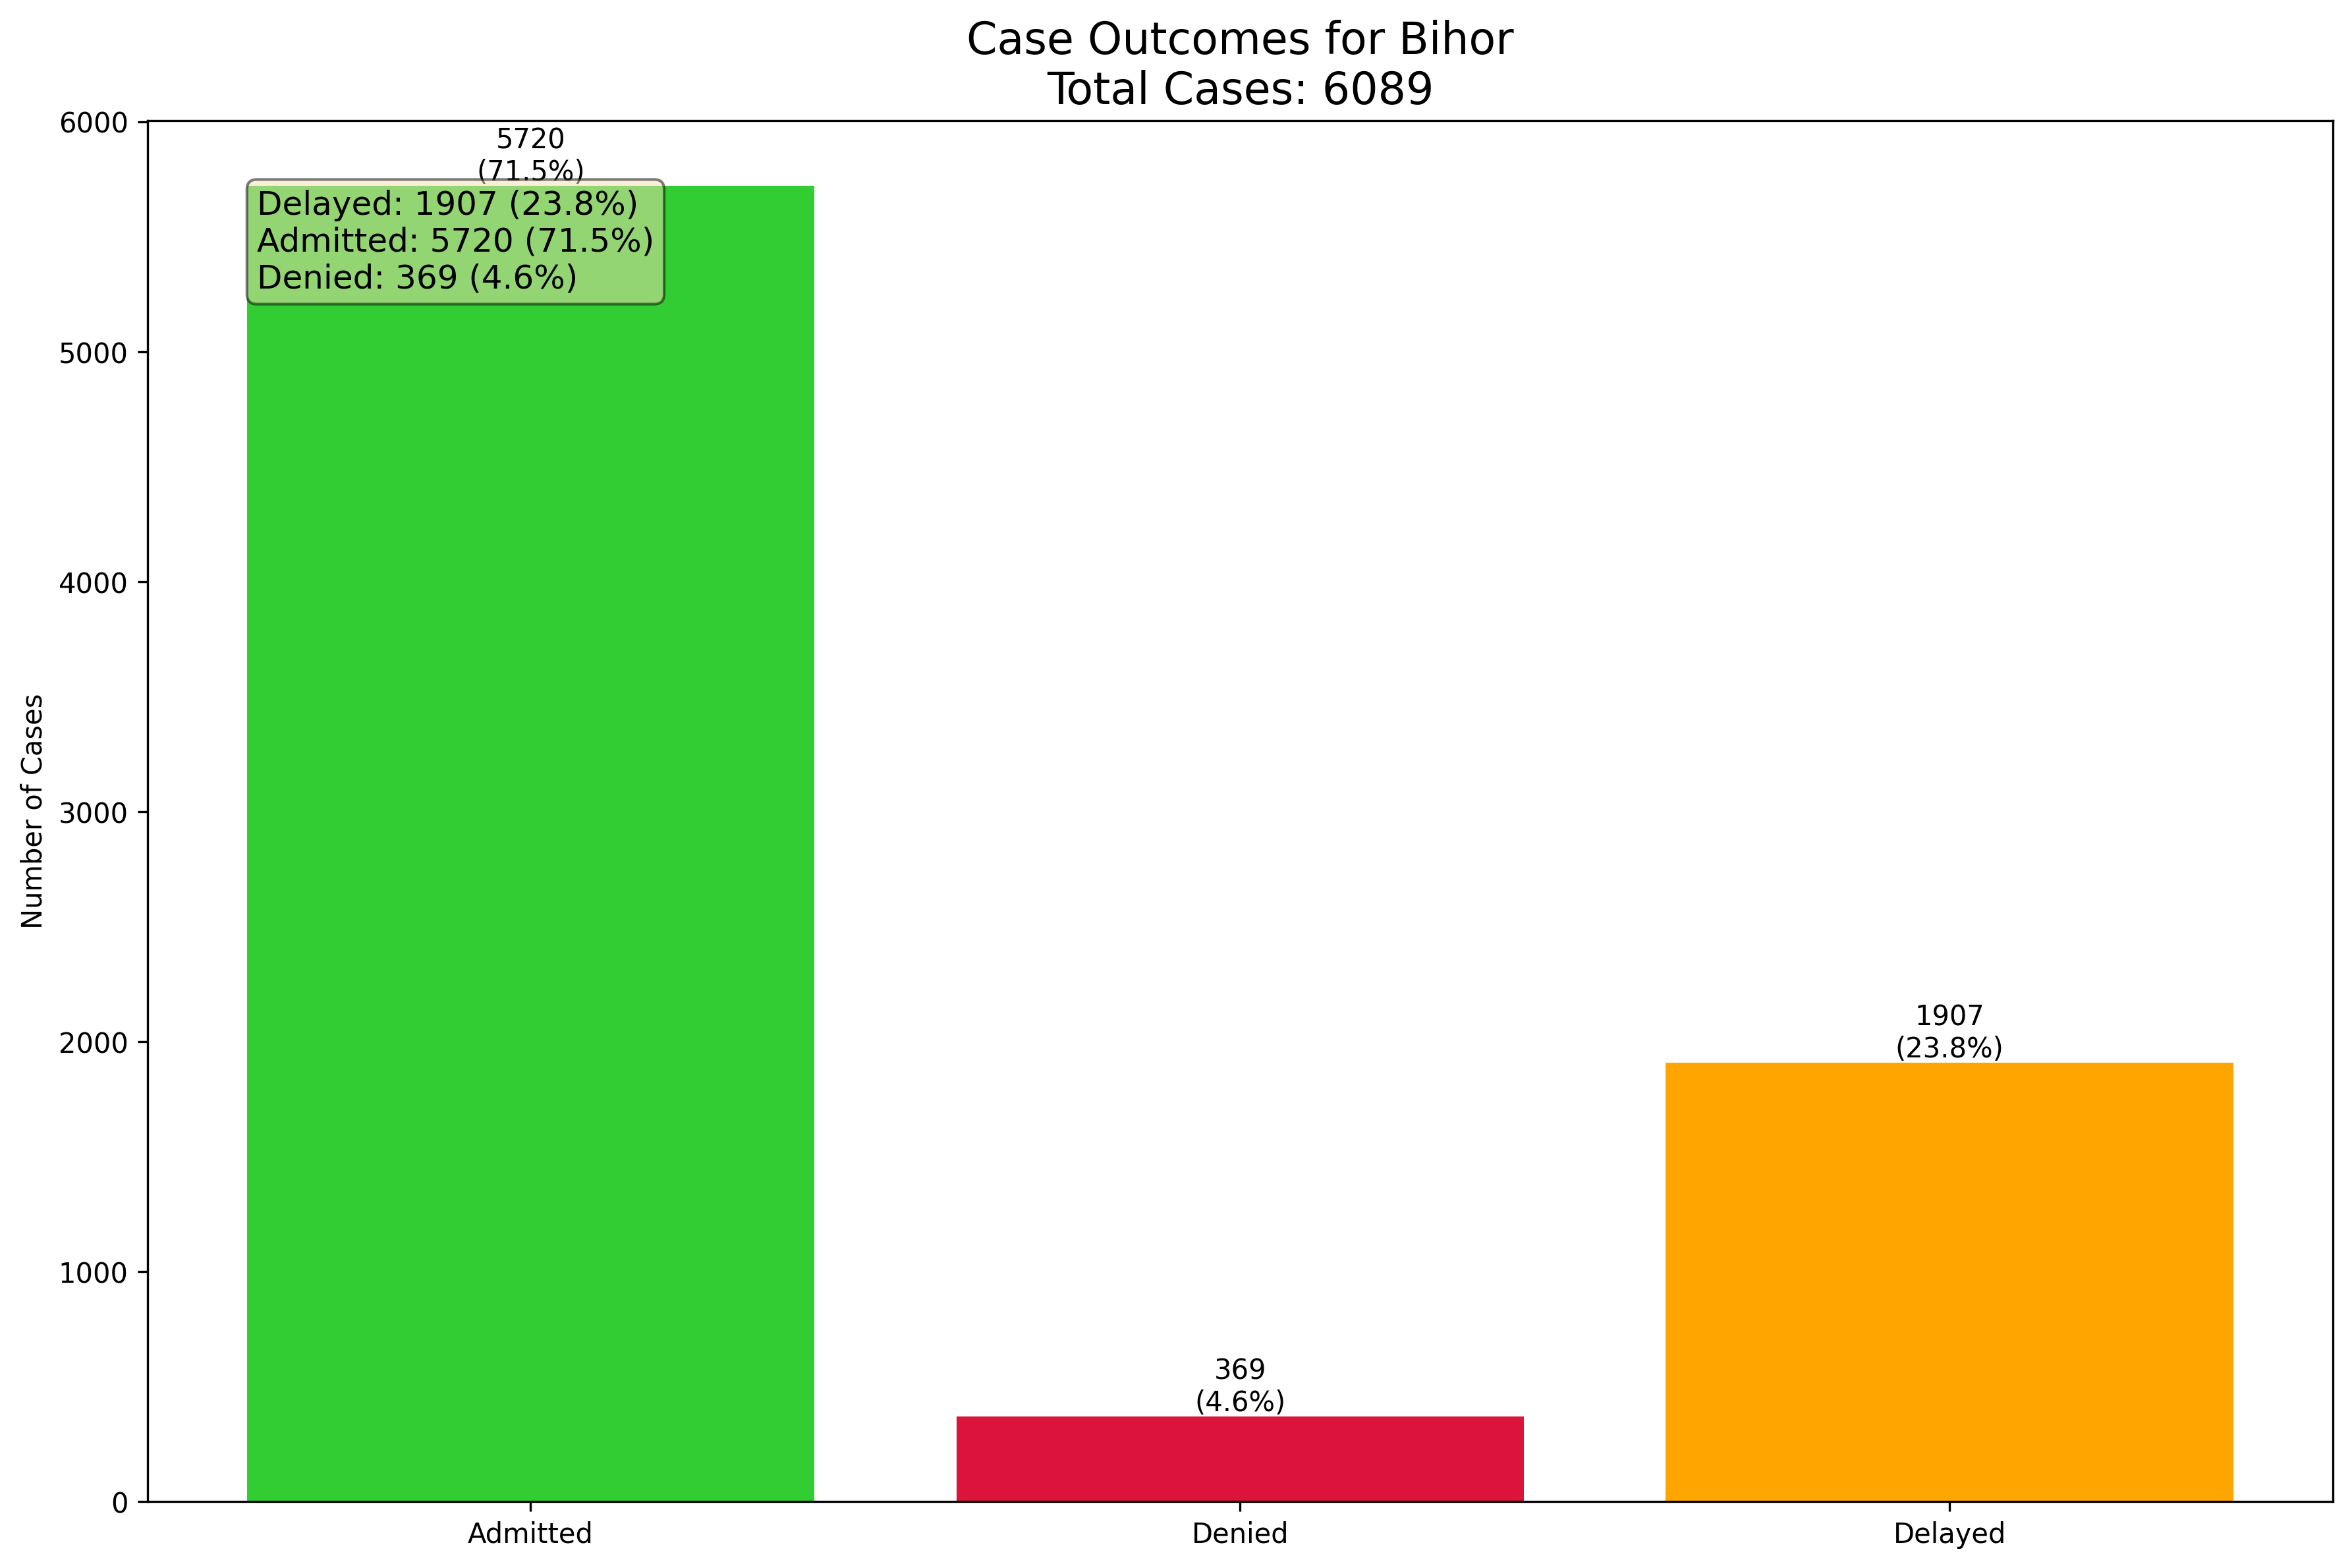 Case Outcomes for Bihor
Total Cases: 6089
6000
5000
4000
3000
2000
1000
0
Number of Cases
5720
(71.5%)
Delayed: 1907 (23.8%)
Admitted: 5720 (71.5%)
Denied: 369 (4.6%)
369
(4.6%)
1907
(23.8%)
Admitted
Denied
Delayed